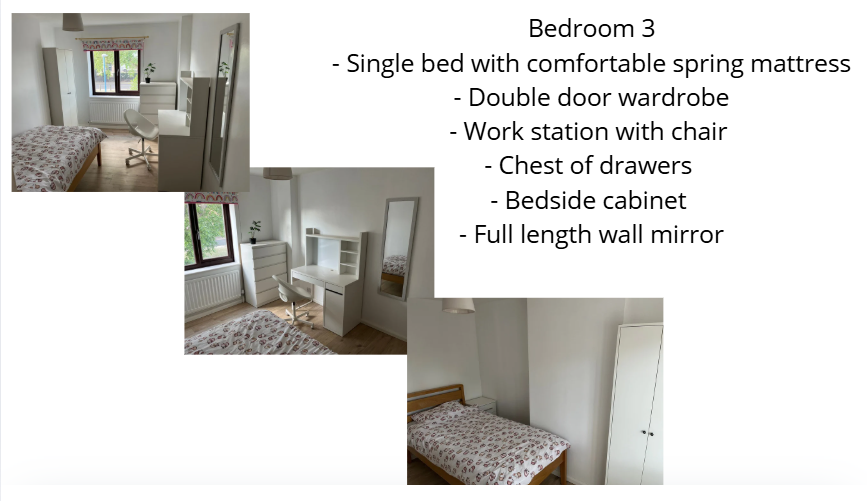 Bedroom 3
- Single bed with comfortable spring mattress
- Double door wardrobe
- Work station with chair
- Chest of drawers
- Bedside cabinet
- Full length wall mirror